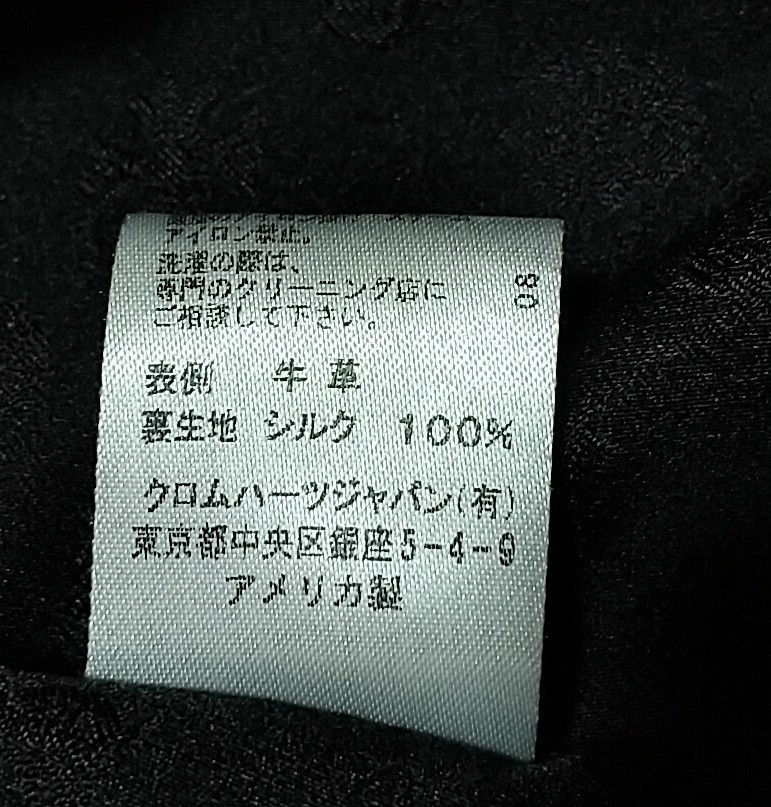 アイロン禁止。
洗濯の際は、
専門のクリーニング店に
ご相談して下さい。
08
表側 牛革
裏生地 シルク 100%
クロムハーツジャパン(有)
東京都中央区銀座5-4-9
アメリカ製